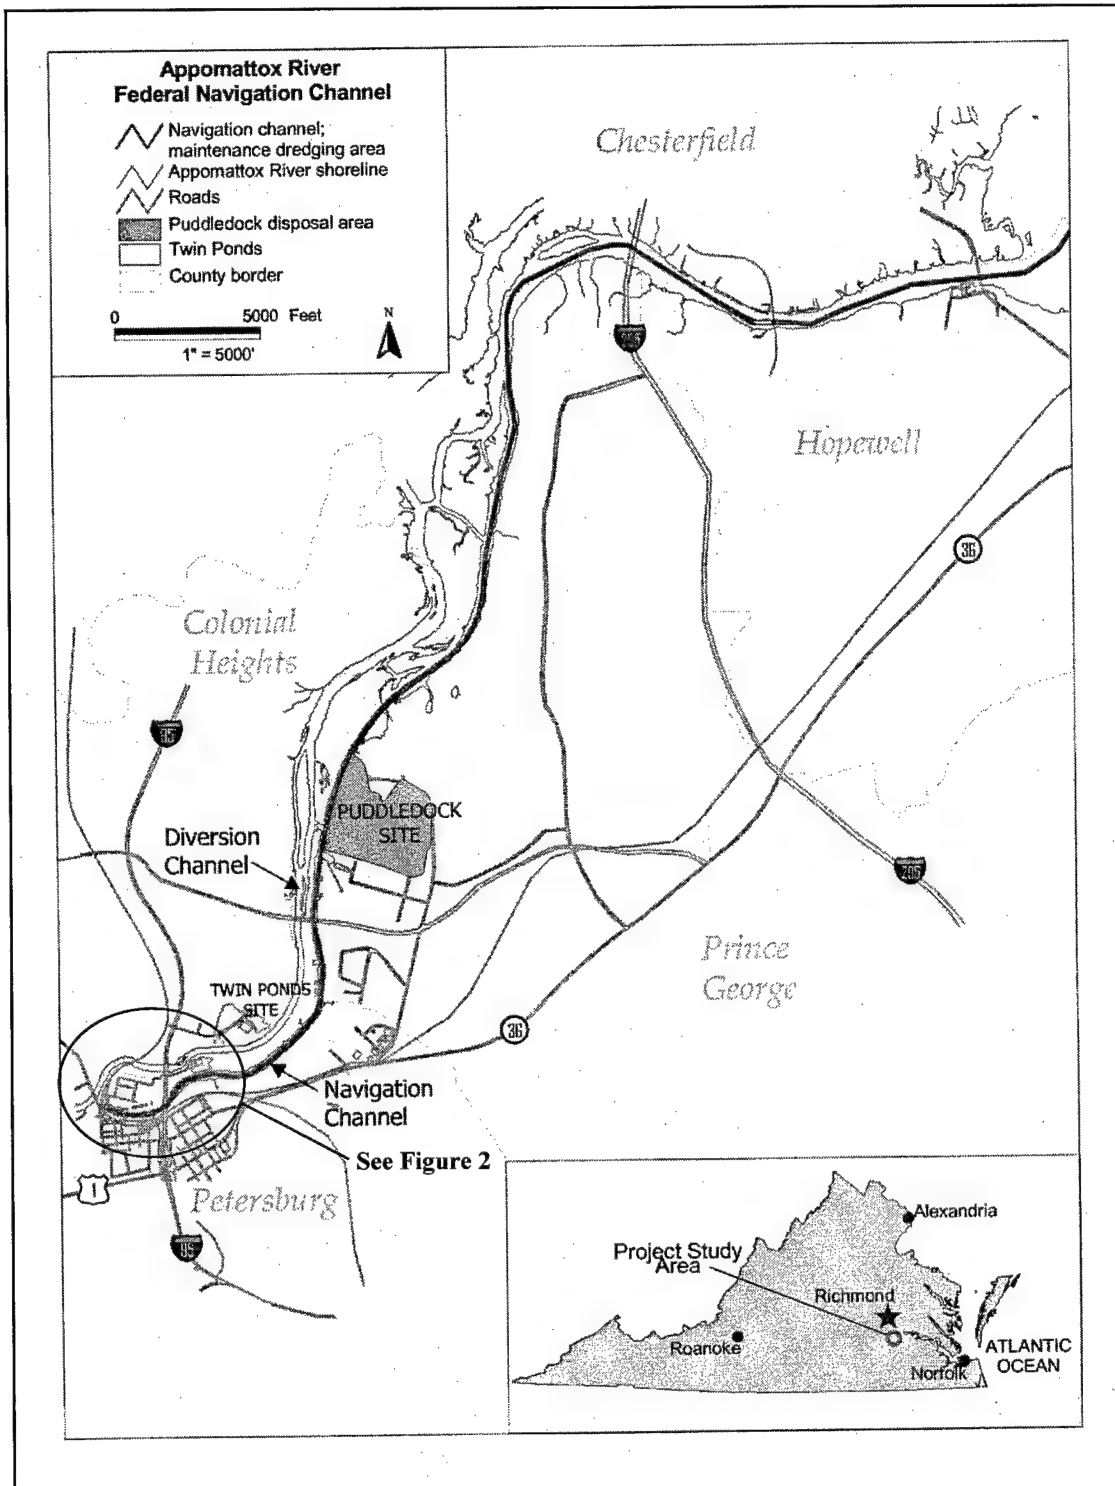 Appomattox River
Federal Navigation Channel
Navigation channel;
maintenance dredging area
Appomattox River shoreline
Roads
Puddledock disposal area
Twin Ponds
County border
0 5000 Feet
1" = 5000'
N
Chesterfield
Hopewell
36
Colonial
Heights
95
PUDDLEDOCK
SITE
Diversion
Channel
295
Prince
George
TWIN PONDS
SITE
36
Navigation
Channel
See Figure 2
1
Petersburg
95
Alexandria
Project Study
Area
Richmond
Roanoke
Norfolk
ATLANTIC
OCEAN